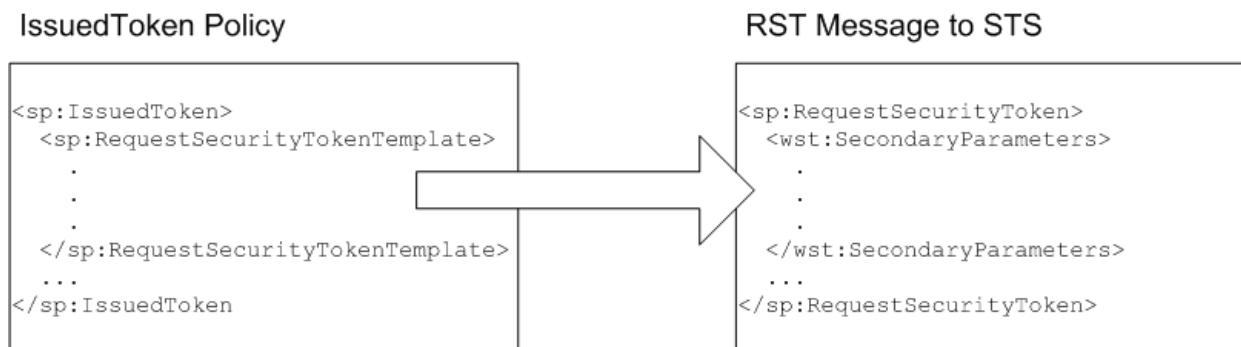 IssuedToken Policy
<sp:IssuedToken>
<sp:RequestSecurityTokenTemplate>
.
.
.
</sp:RequestSecurityTokenTemplate>
...
</sp:IssuedToken
RST Message to STS
<sp:RequestSecurityToken>
<wst:SecondaryParameters>
.
.
.
</wst:SecondaryParameters>
...
</sp:RequestSecurityToken>